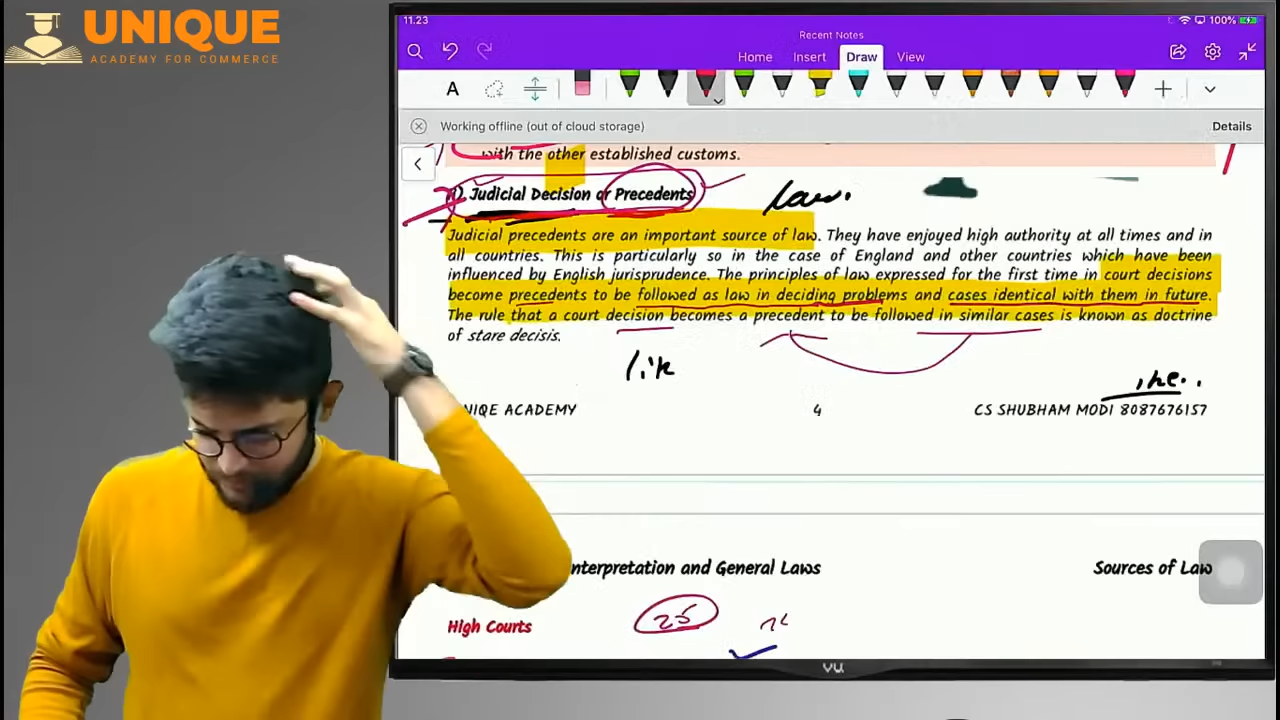 UNIQUE
ACADEMY FOR COMMERCE
11.23
100%
Recent Notes
Home Insert Draw View
A
Working offline (out of cloud storage) Details
with the other established customs.
Judicial Decision or Precedents
law.
Judicial precedents are an important source of law. They have enjoyed high authority at all times and in
all countries. This is particularly so in the case of England and other countries which have been
influenced by English jurisprudence. The principles of law expressed for the first time in court decisions
become precedents to be followed as law in deciding problems and cases identical with them in future.
The rule that a court decision becomes a precedent to be followed in similar cases is known as doctrine
of stare decisis.
NIQE ACADEMY 4 CS SHUBHAM MODI 8087676157
nterpretation and General Laws Sources of Law
High Courts 25
VU